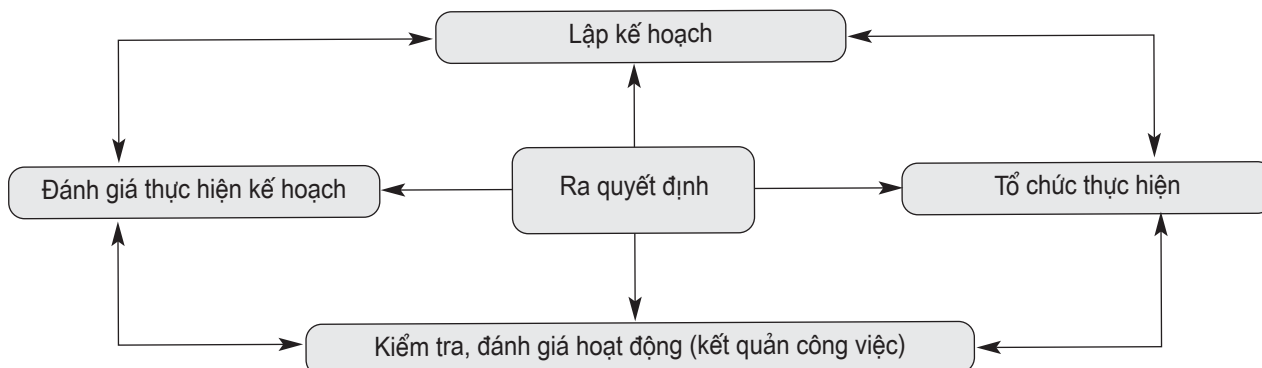 Lập kế hoạch
Đánh giá thực hiện kế hoạch
Ra quyết định
Tổ chức thực hiện
Kiểm tra, đánh giá hoạt động (kết quản công việc)